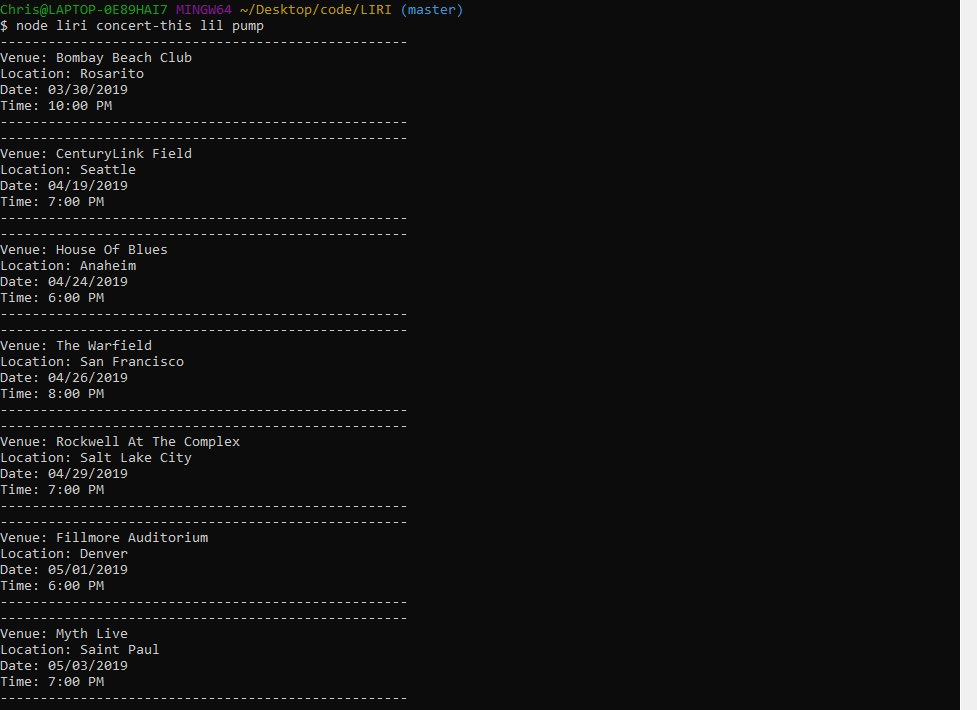 Chris@LAPTOP-0E89HAI7 MINGW64 ~/Desktop/code/LIRI (master)
$ node liri concert-this lil pump
---------------------------------------------------
Venue: Bombay Beach Club
Location: Rosarito
Date: 03/30/2019
Time: 10:00 PM
---------------------------------------------------
---------------------------------------------------
Venue: CenturyLink Field
Location: Seattle
Date: 04/19/2019
Time: 7:00 PM
---------------------------------------------------
---------------------------------------------------
Venue: House Of Blues
Location: Anaheim
Date: 04/24/2019
Time: 6:00 PM
---------------------------------------------------
---------------------------------------------------
Venue: The Warfield
Location: San Francisco
Date: 04/26/2019
Time: 8:00 PM
---------------------------------------------------
---------------------------------------------------
Venue: Rockwell At The Complex
Location: Salt Lake City
Date: 04/29/2019
Time: 7:00 PM
---------------------------------------------------
---------------------------------------------------
Venue: Fillmore Auditorium
Location: Denver
Date: 05/01/2019
Time: 6:00 PM
---------------------------------------------------
---------------------------------------------------
Venue: Myth Live
Location: Saint Paul
Date: 05/03/2019
Time: 7:00 PM
---------------------------------------------------